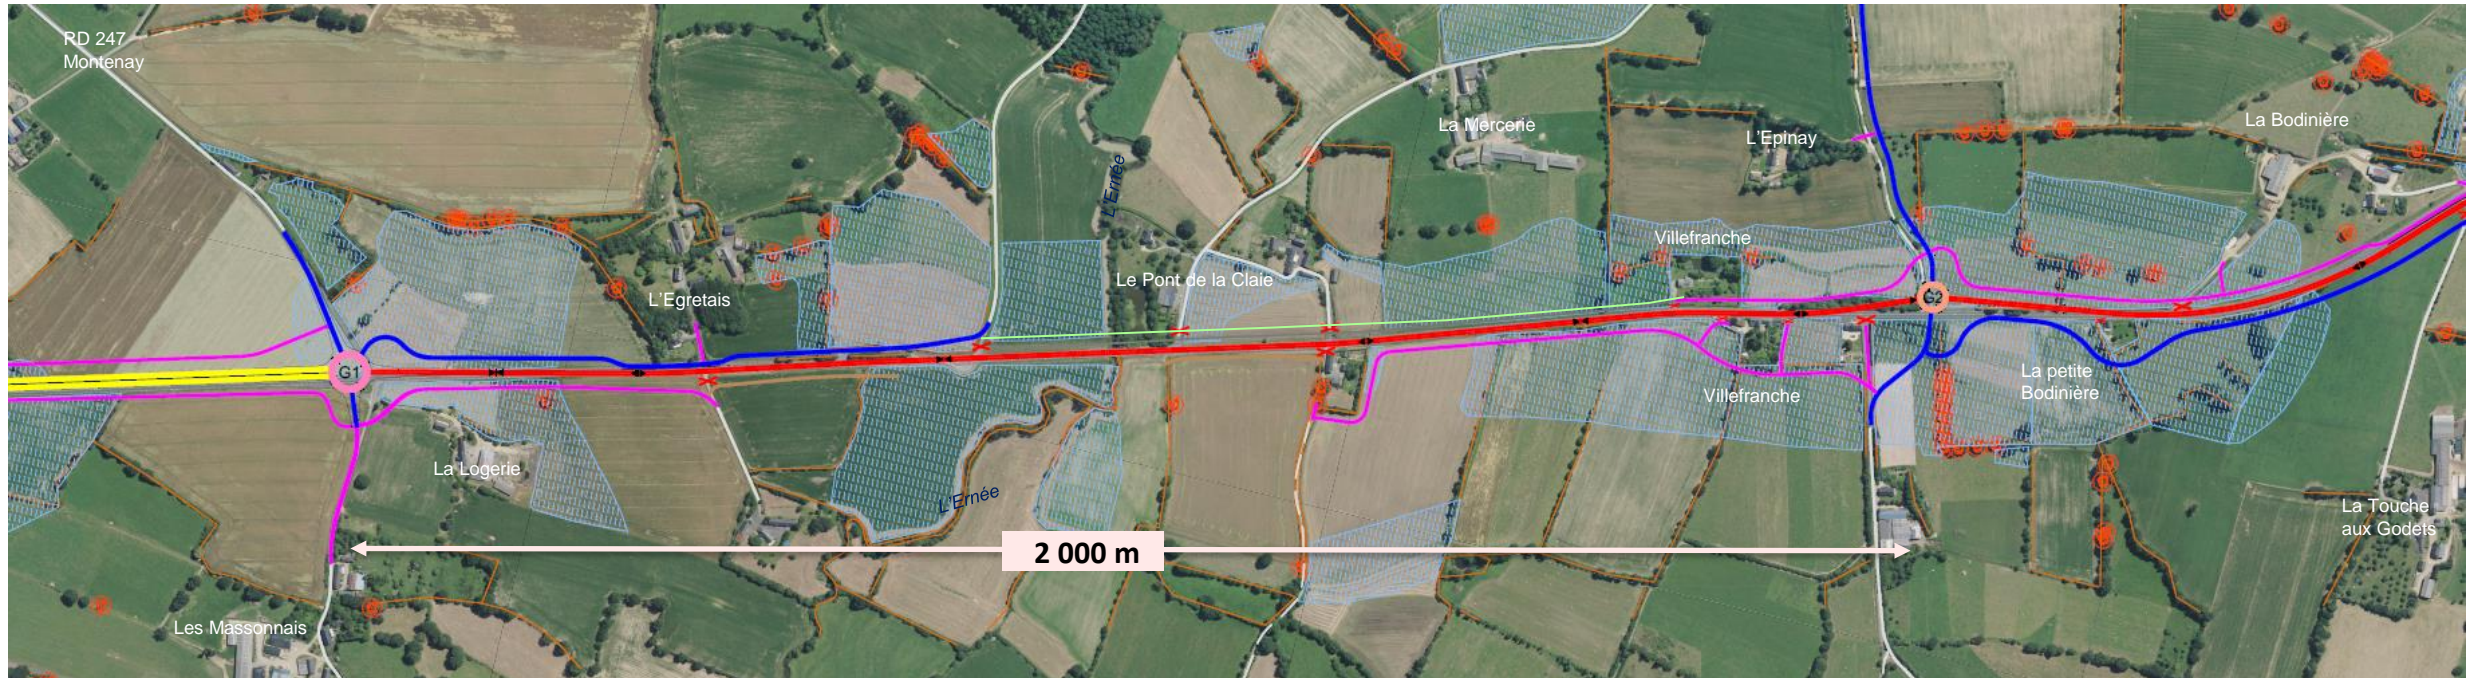 RD 247
Montenay
La Mercerie
L'Epinay
La Bodinière
L'Ernée
Villefranche
Le Pont de la Claie
L'Egretais
G1
G2
La petite
Bodinière
Villefranche
La Logerie
L'Ernée
La Touche
aux Godets
2 000 m
Les Massonnais